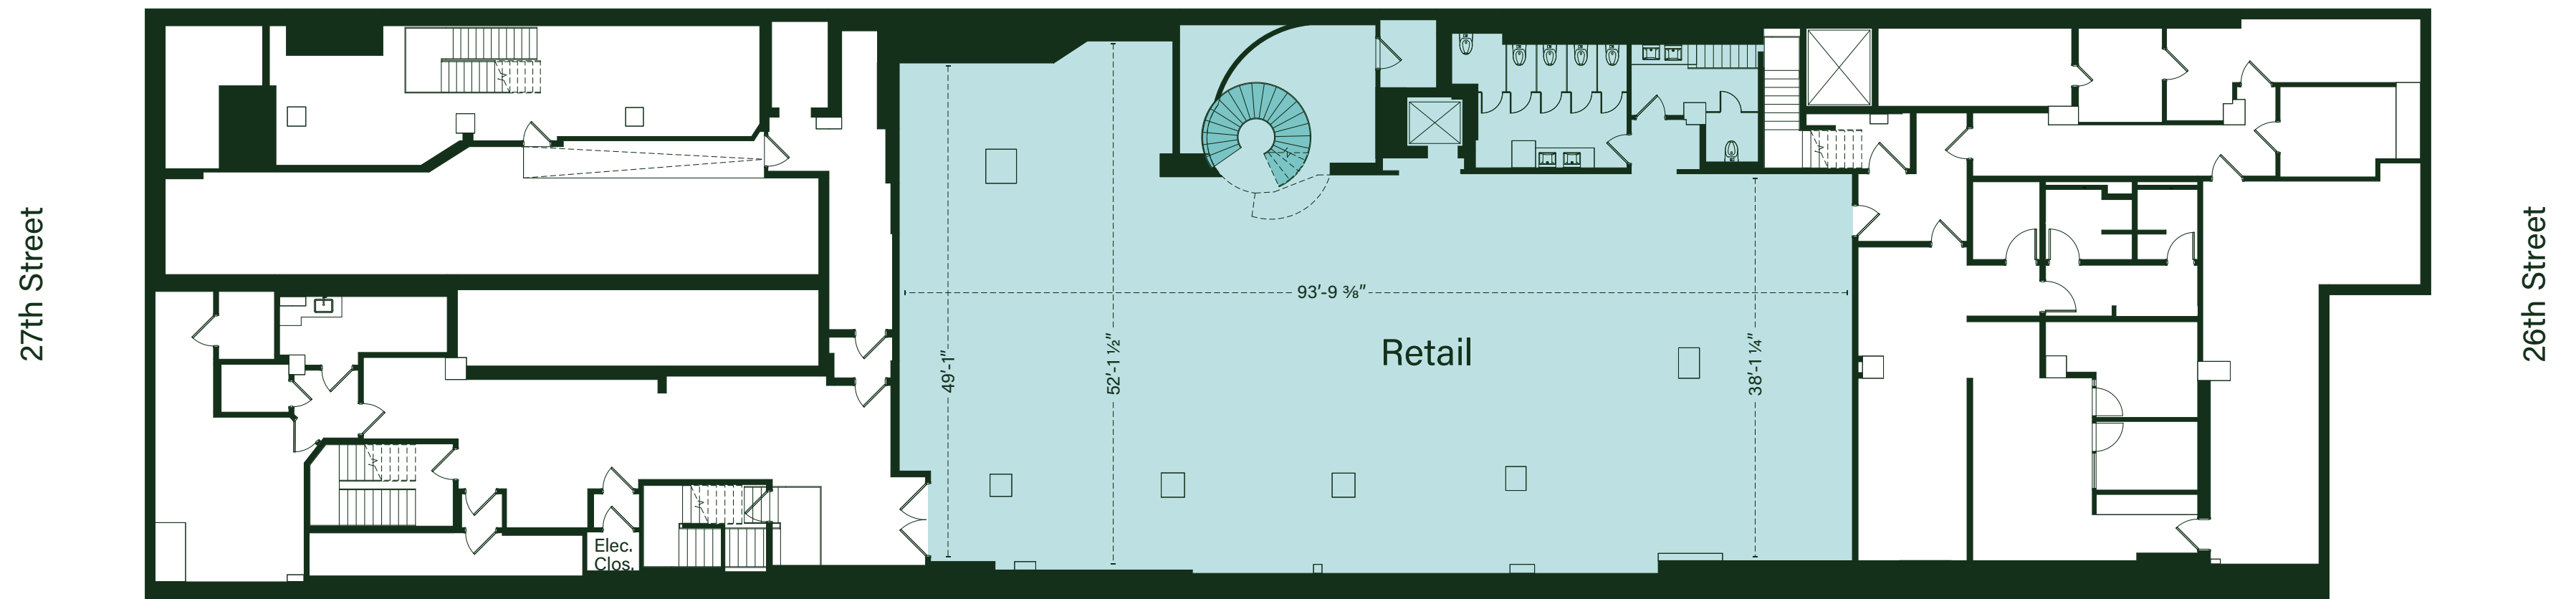 27th Street
93’-9 ⅜”
49’-1”
52’-1 ½”
Retail
38’-1 ¼”
Elec.
Clos.
26th Street